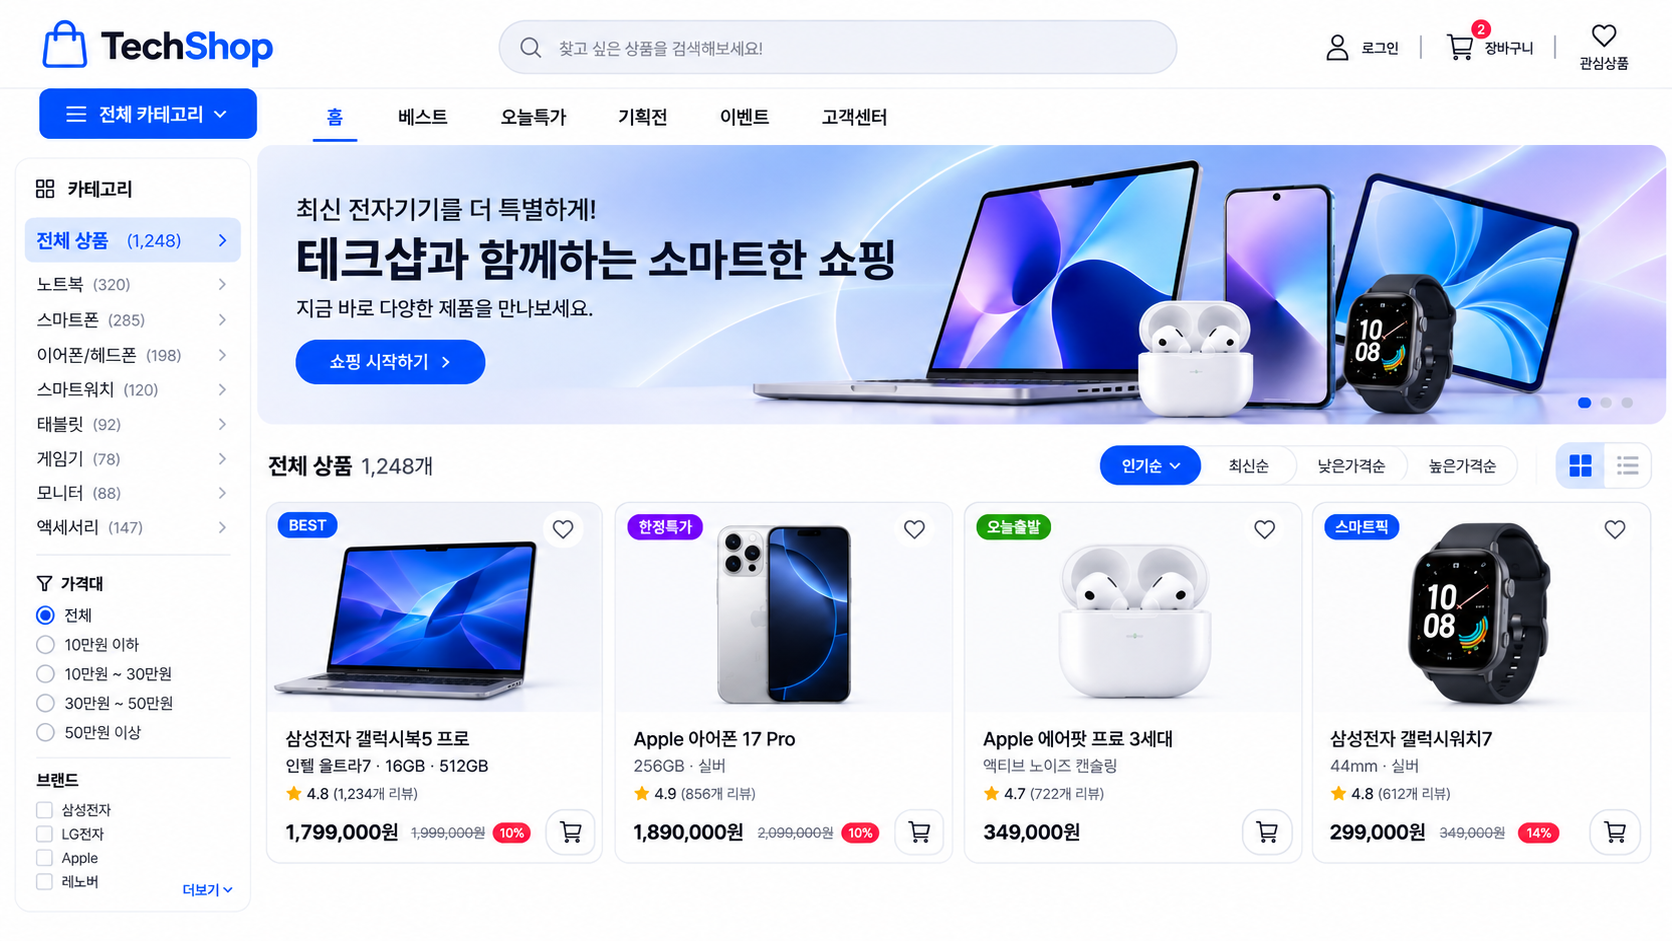 TechShop
찾고 싶은 상품을 검색해보세요!
로그인
2
장바구니
관심상품
전체 카테고리
홈
베스트
오늘특가
기획전
이벤트
고객센터
카테고리
전체 상품 (1,248)
노트북 (320)
스마트폰 (285)
이어폰/헤드폰 (198)
스마트워치 (120)
태블릿 (92)
게임기 (78)
모니터 (88)
액세서리 (147)
가격대
전체
10만원 이하
10만원 ~ 30만원
30만원 ~ 50만원
50만원 이상
브랜드
삼성전자
LG전자
Apple
레노버
더보기
최신 전자기기를 더 특별하게!
테크샵과 함께하는 스마트한 쇼핑
지금 바로 다양한 제품을 만나보세요.
쇼핑 시작하기
10
08
전체 상품 1,248개
인기순
최신순
낮은가격순
높은가격순
BEST
삼성전자 갤럭시북5 프로
인텔 울트라7 · 16GB · 512GB
4.8 (1,234개 리뷰)
1,799,000원 1,999,000원 10%
한정특가
Apple 아어폰 17 Pro
256GB · 실버
4.9 (856개 리뷰)
1,890,000원 2,099,000원 10%
오늘출발
Apple 에어팟 프로 3세대
액티브 노이즈 캔슬링
4.7 (722개 리뷰)
349,000원
스마트픽
10
08
삼성전자 갤럭시워치7
44mm · 실버
4.8 (612개 리뷰)
299,000원 349,000원 14%